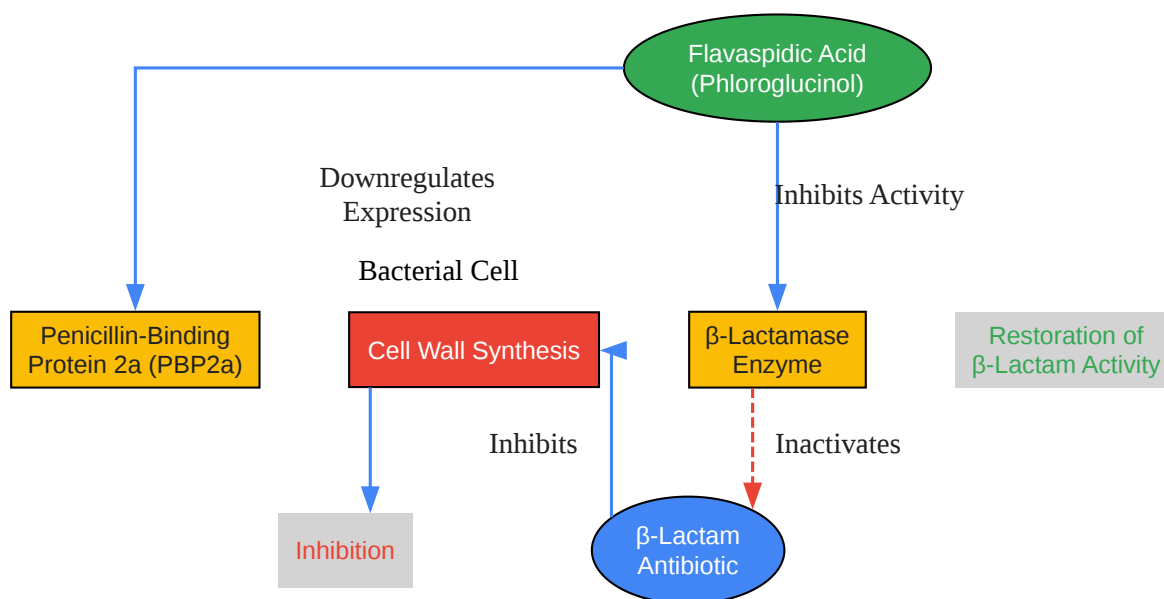 Flavaspidic Acid
(Phloroglucinol)
Downregulates
Expression
Inhibits Activity
Bacterial Cell
Penicillin-Binding
Protein 2a (PBP2a)
Cell Wall Synthesis
β-Lactamase
Enzyme
Restoration of
β-Lactam Activity
Inhibits
Inactivates
Inhibition
β-Lactam
Antibiotic